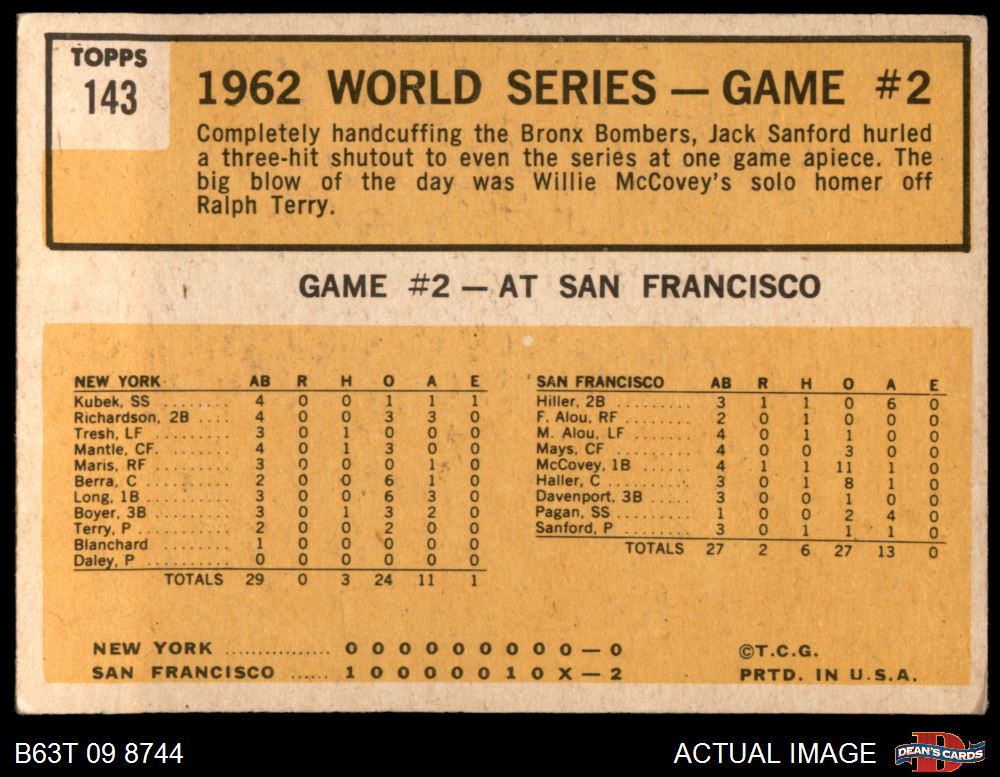 TOPPS
143
1962 WORLD SERIES — GAME #2
Completely handcuffing the Bronx Bombers, Jack Sanford hurled
a three-hit shutout to even the series at one game apiece. The
big blow of the day was Willie McCovey's solo homer off
Ralph Terry.
GAME #2 — AT SAN FRANCISCO
NEW YORK AB R H O A E
Kubek, SS ......... 4 0 0 1 1 1
Richardson, 2B .... 4 0 0 3 3 0
Tresh, LF ......... 3 0 1 0 0 0
Mantle, CF. ........ 4 0 1 3 0 0
Maris, RF ......... 3 0 0 0 1 0
Berra, C .......... 2 0 0 6 1 0
Long, 1B .......... 3 0 0 6 3 0
Boyer, 3B ......... 3 0 1 3 2 0
Terry, P .......... 2 0 0 2 0 0
Blanchard ......... 1 0 0 0 0 0
Daley, P .......... 0 0 0 0 0 0
TOTALS 29 0 3 24 11 1
SAN FRANCISCO AB R H O A E
Hiller, 2B ......... 3 1 1 0 6 0
F. Alou, RF ........ 2 0 1 0 0 0
M. Alou, LF ........ 4 0 1 1 0 0
Mays, CF .......... 4 0 0 3 0 0
McCovey, 1B ...... 4 1 1 11 1 0
Haller, C .......... 3 0 1 8 1 0
Davenport, 3B ..... 3 0 0 1 0 0
Pagan, SS ......... 1 0 0 2 4 0
Sanford, P ......... 3 0 1 1 1 0
TOTALS 27 2 6 27 13 0
NEW YORK ............... 0 0 0 0 0 0 0 0 0 — 0
SAN FRANCISCO ...... 1 0 0 0 0 0 1 0 X — 2
©T.C.G.
PRTD. IN U.S.A.
B63T 09 8744
ACTUAL IMAGE
D
DEAN'S CARDS